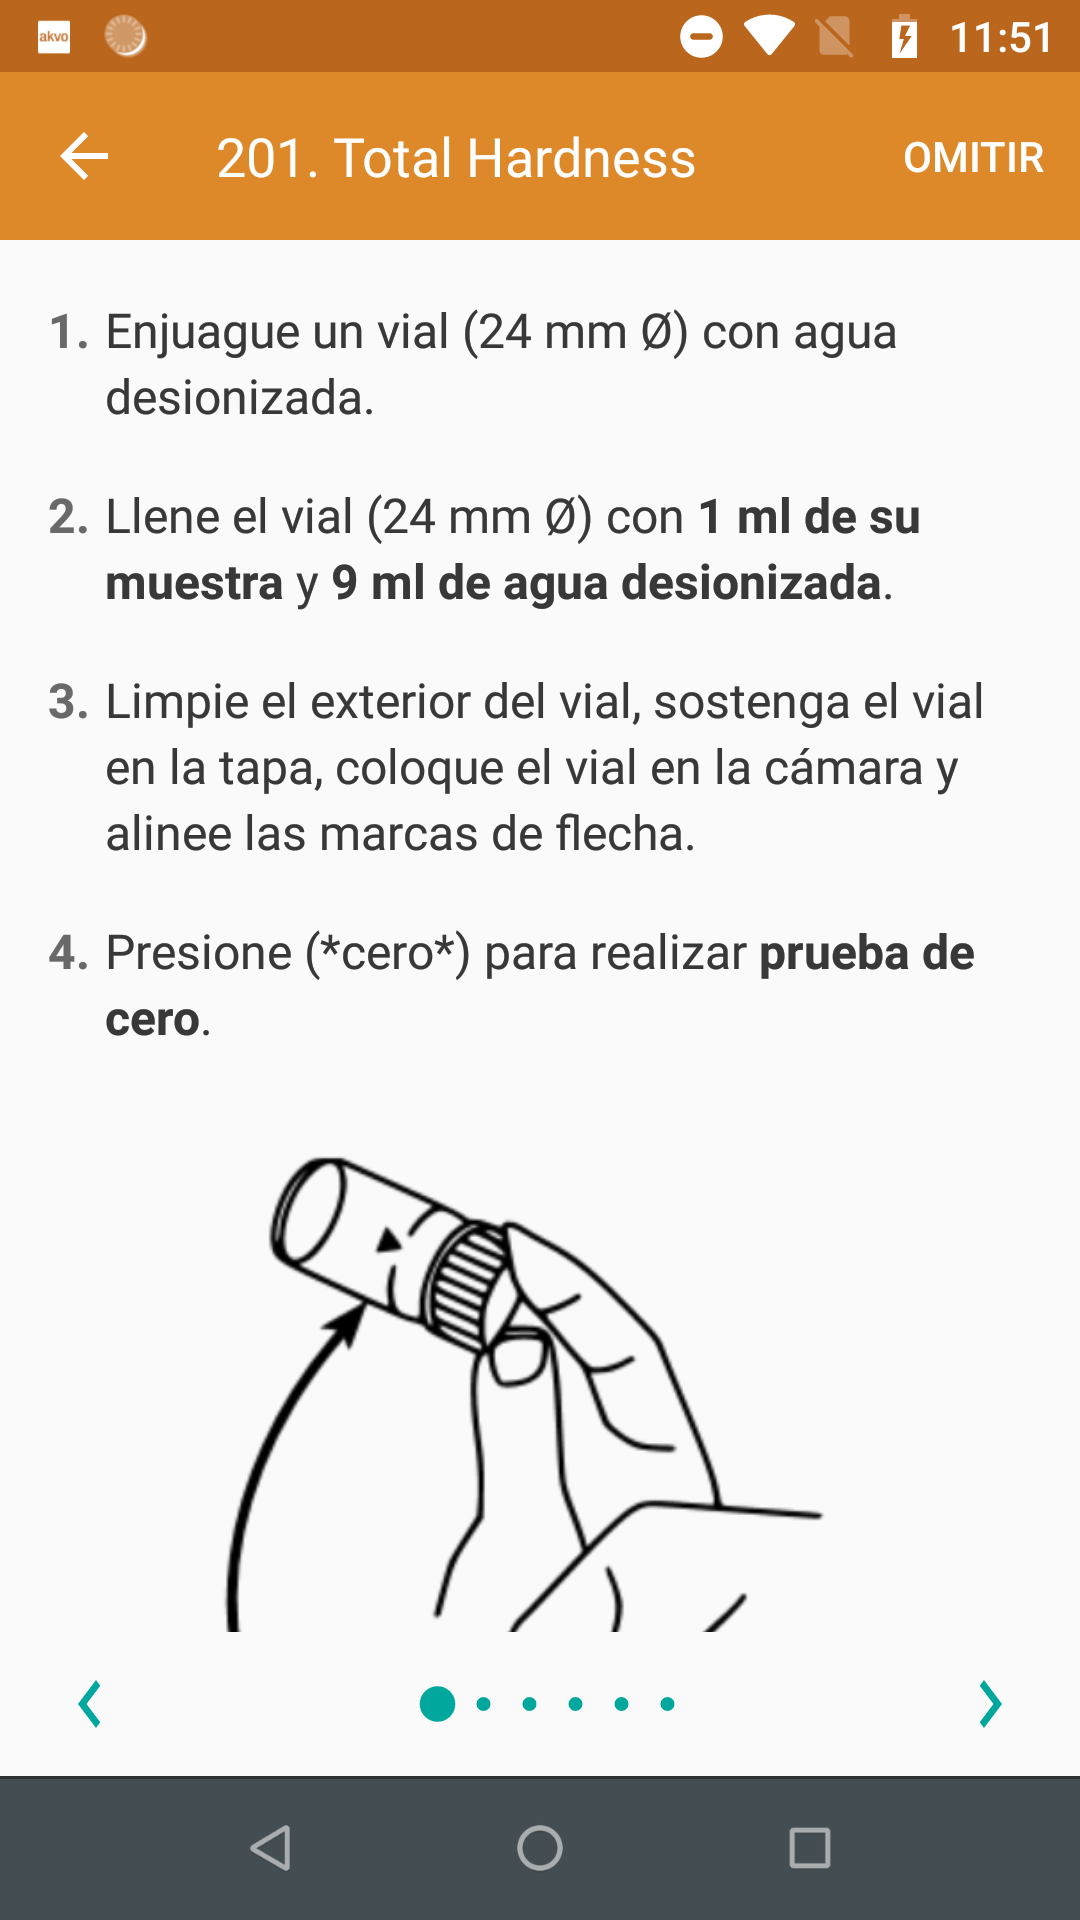 akvo
11:51
201. Total Hardness
OMITIR
1. Enjuague un vial (24 mm Ø) con agua
desionizada.
2. Llene el vial (24 mm Ø) con 1 ml de su
muestra y 9 ml de agua desionizada.
3. Limpie el exterior del vial, sostenga el vial
en la tapa, coloque el vial en la cámara y
alinee las marcas de flecha.
4. Presione (*cero*) para realizar prueba de
cero.